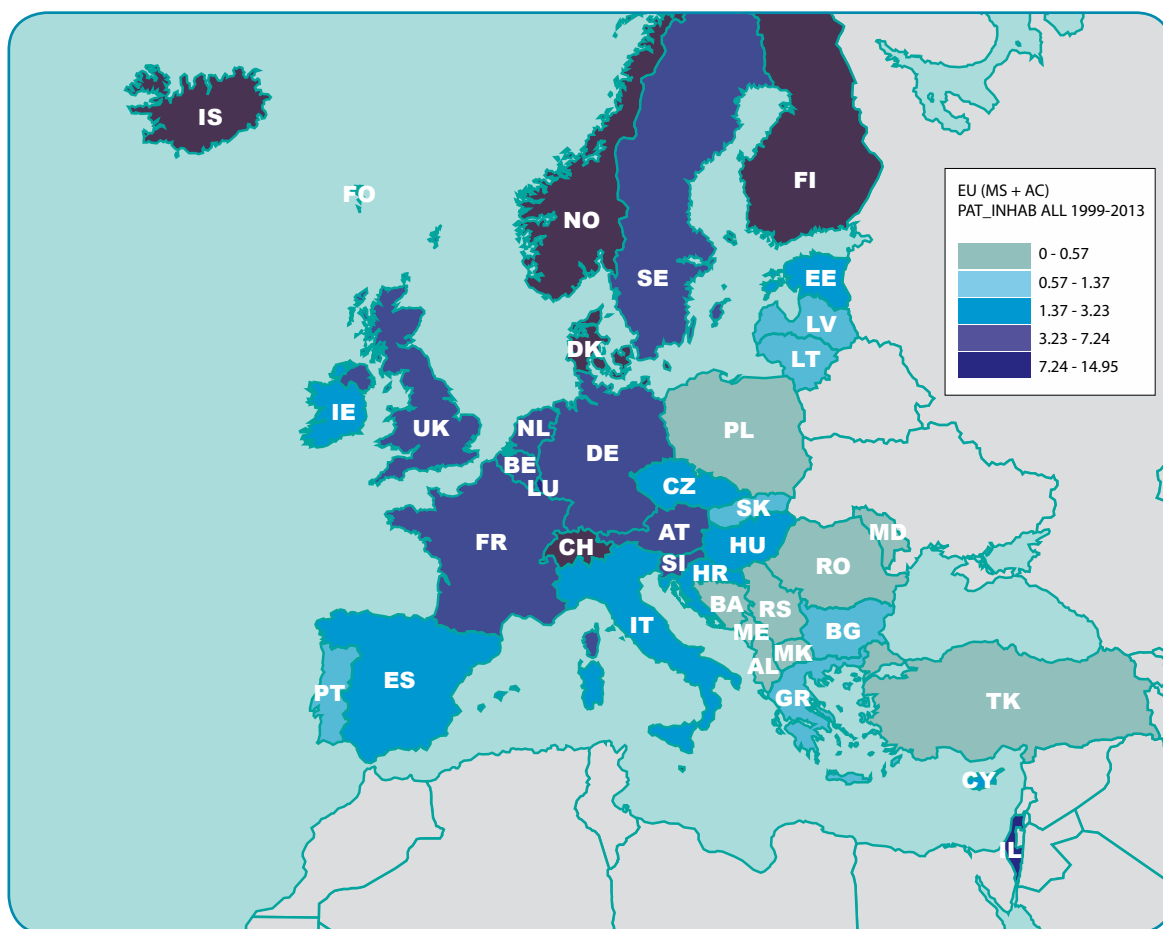 IS
FO
FI
NO
EU (MS + AC)
PAT_INHAB ALL 1999-2013
0 - 0.57
0.57 - 1.37
1.37 - 3.23
3.23 - 7.24
7.24 - 14.95
SE
EE
LV
DK
LT
IE
UK
NL
DE
PL
BE
LU
CZ
SK
FR
CH
AT
HU
MD
SI
HR
RO
BA
RS
IT
ME
BG
MK
AL
PT
ES
GR
TK
CY
IL